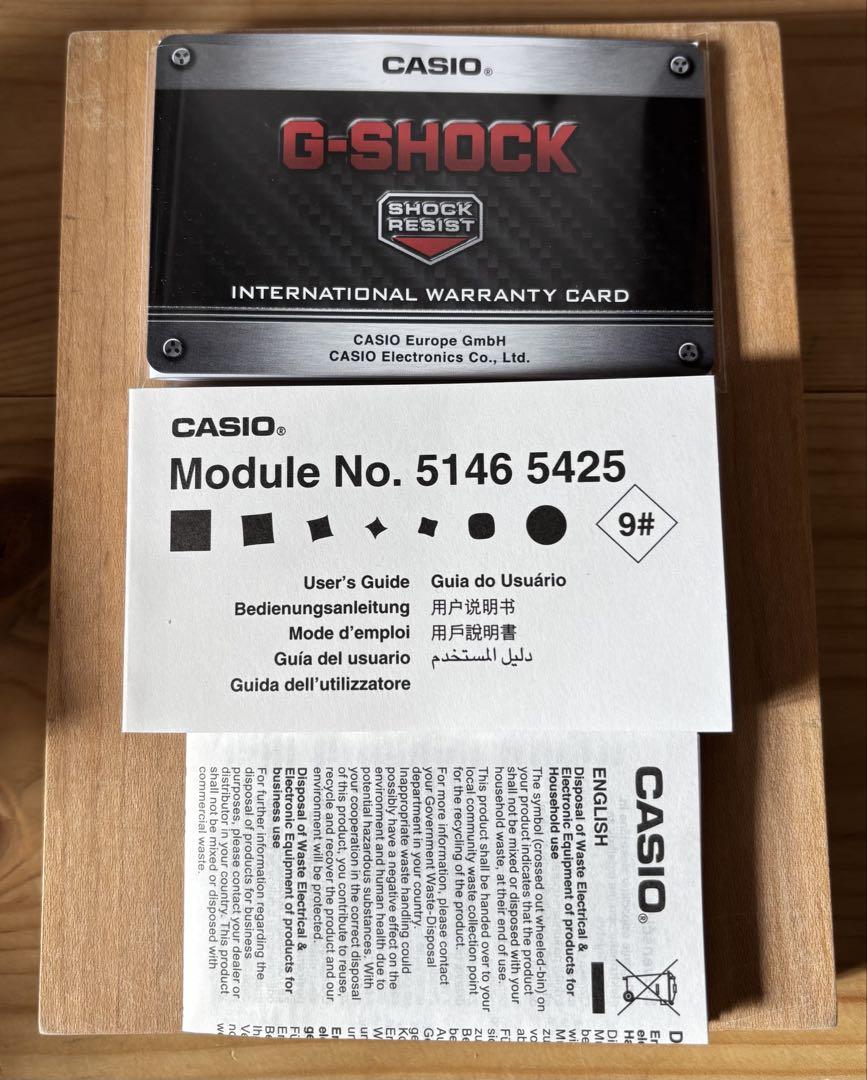 CASIO®
G-SHOCK
SHOCK
RESIST
INTERNATIONAL WARRANTY CARD
CASIO Europe GmbH
CASIO Electronics Co., Ltd.
CASIO®
Module No. 5146 5425
9#
User's Guide
Bedienungsanleitung
Mode d'emploi
Guía del usuario
Guida dell'utilizzatore
Guia do Usuário
用户说明书
用戶說明書
دليل المستخدم
CASIO®
ENGLISH
Disposal of Waste Electrical &
Electronic Equipment of products for
Household use
The symbol (crossed out wheeled-bin) on
your product indicates that the product
shall not be mixed or disposed with your
household waste, at their end of use.
This product shall be handed over to your
local community waste collection point
for the recycling of the product.
For more information, please contact
your Government Waste-Disposal
department in your country.
Inappropriate waste handling could
possibly have a negative effect on the
environment and human health due to
potential hazardous substances. With
your cooperation in the correct disposal
of this product, you contribute to reuse,
recycle and recover the product and our
environment will be protected.
Disposal of Waste Electrical &
Electronic Equipment of products for
business use
For further information regarding the
disposal of products for business
purposes, please contact your dealer or
distributor in your country. This product
shall not be mixed or disposed of with
commercial waste.